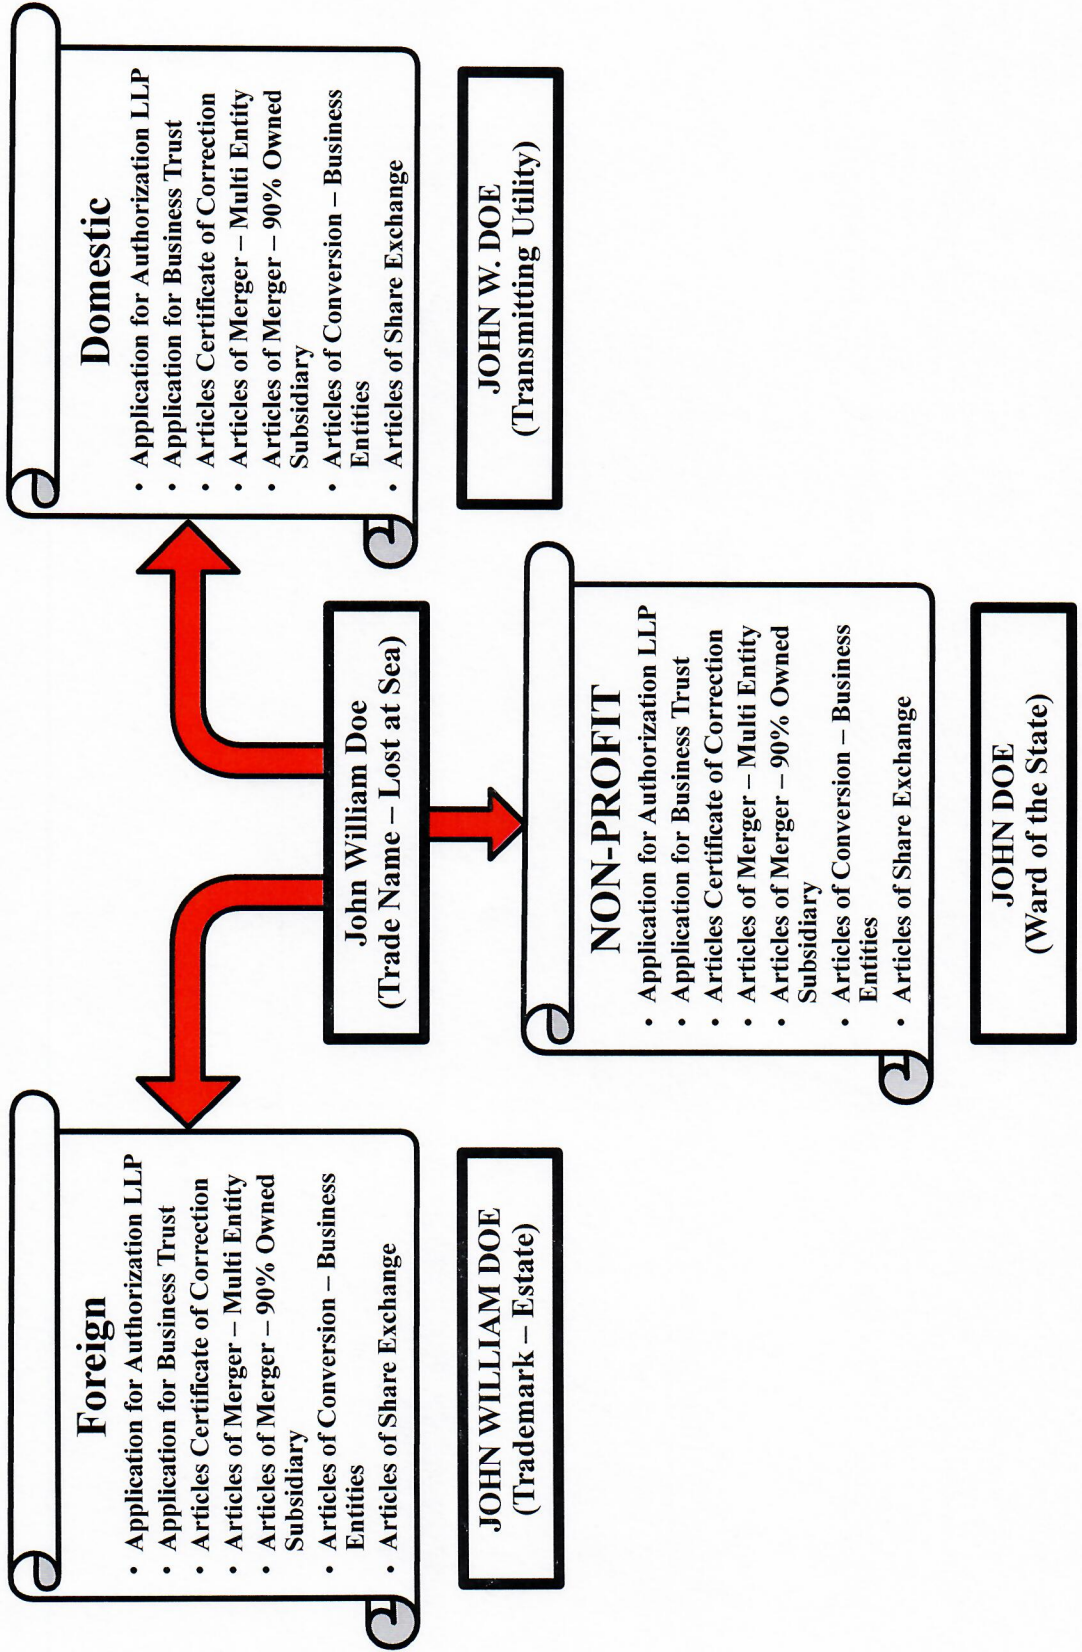 Foreign
• Application for Authorization LLP
• Application for Business Trust
• Articles Certificate of Correction
• Articles of Merger – Multi Entity
• Articles of Merger – 90% Owned
Subsidiary
• Articles of Conversion – Business
Entities
• Articles of Share Exchange
JOHN WILLIAM DOE
(Trademark – Estate)
John William Doe
(Trade Name – Lost at Sea)
Domestic
• Application for Authorization LLP
• Application for Business Trust
• Articles Certificate of Correction
• Articles of Merger – Multi Entity
• Articles of Merger – 90% Owned
Subsidiary
• Articles of Conversion – Business
Entities
• Articles of Share Exchange
JOHN W. DOE
(Transmitting Utility)
NON-PROFIT
• Application for Authorization LLP
• Application for Business Trust
• Articles Certificate of Correction
• Articles of Merger – Multi Entity
• Articles of Merger – 90% Owned
Subsidiary
• Articles of Conversion – Business
Entities
• Articles of Share Exchange
JOHN DOE
(Ward of the State)